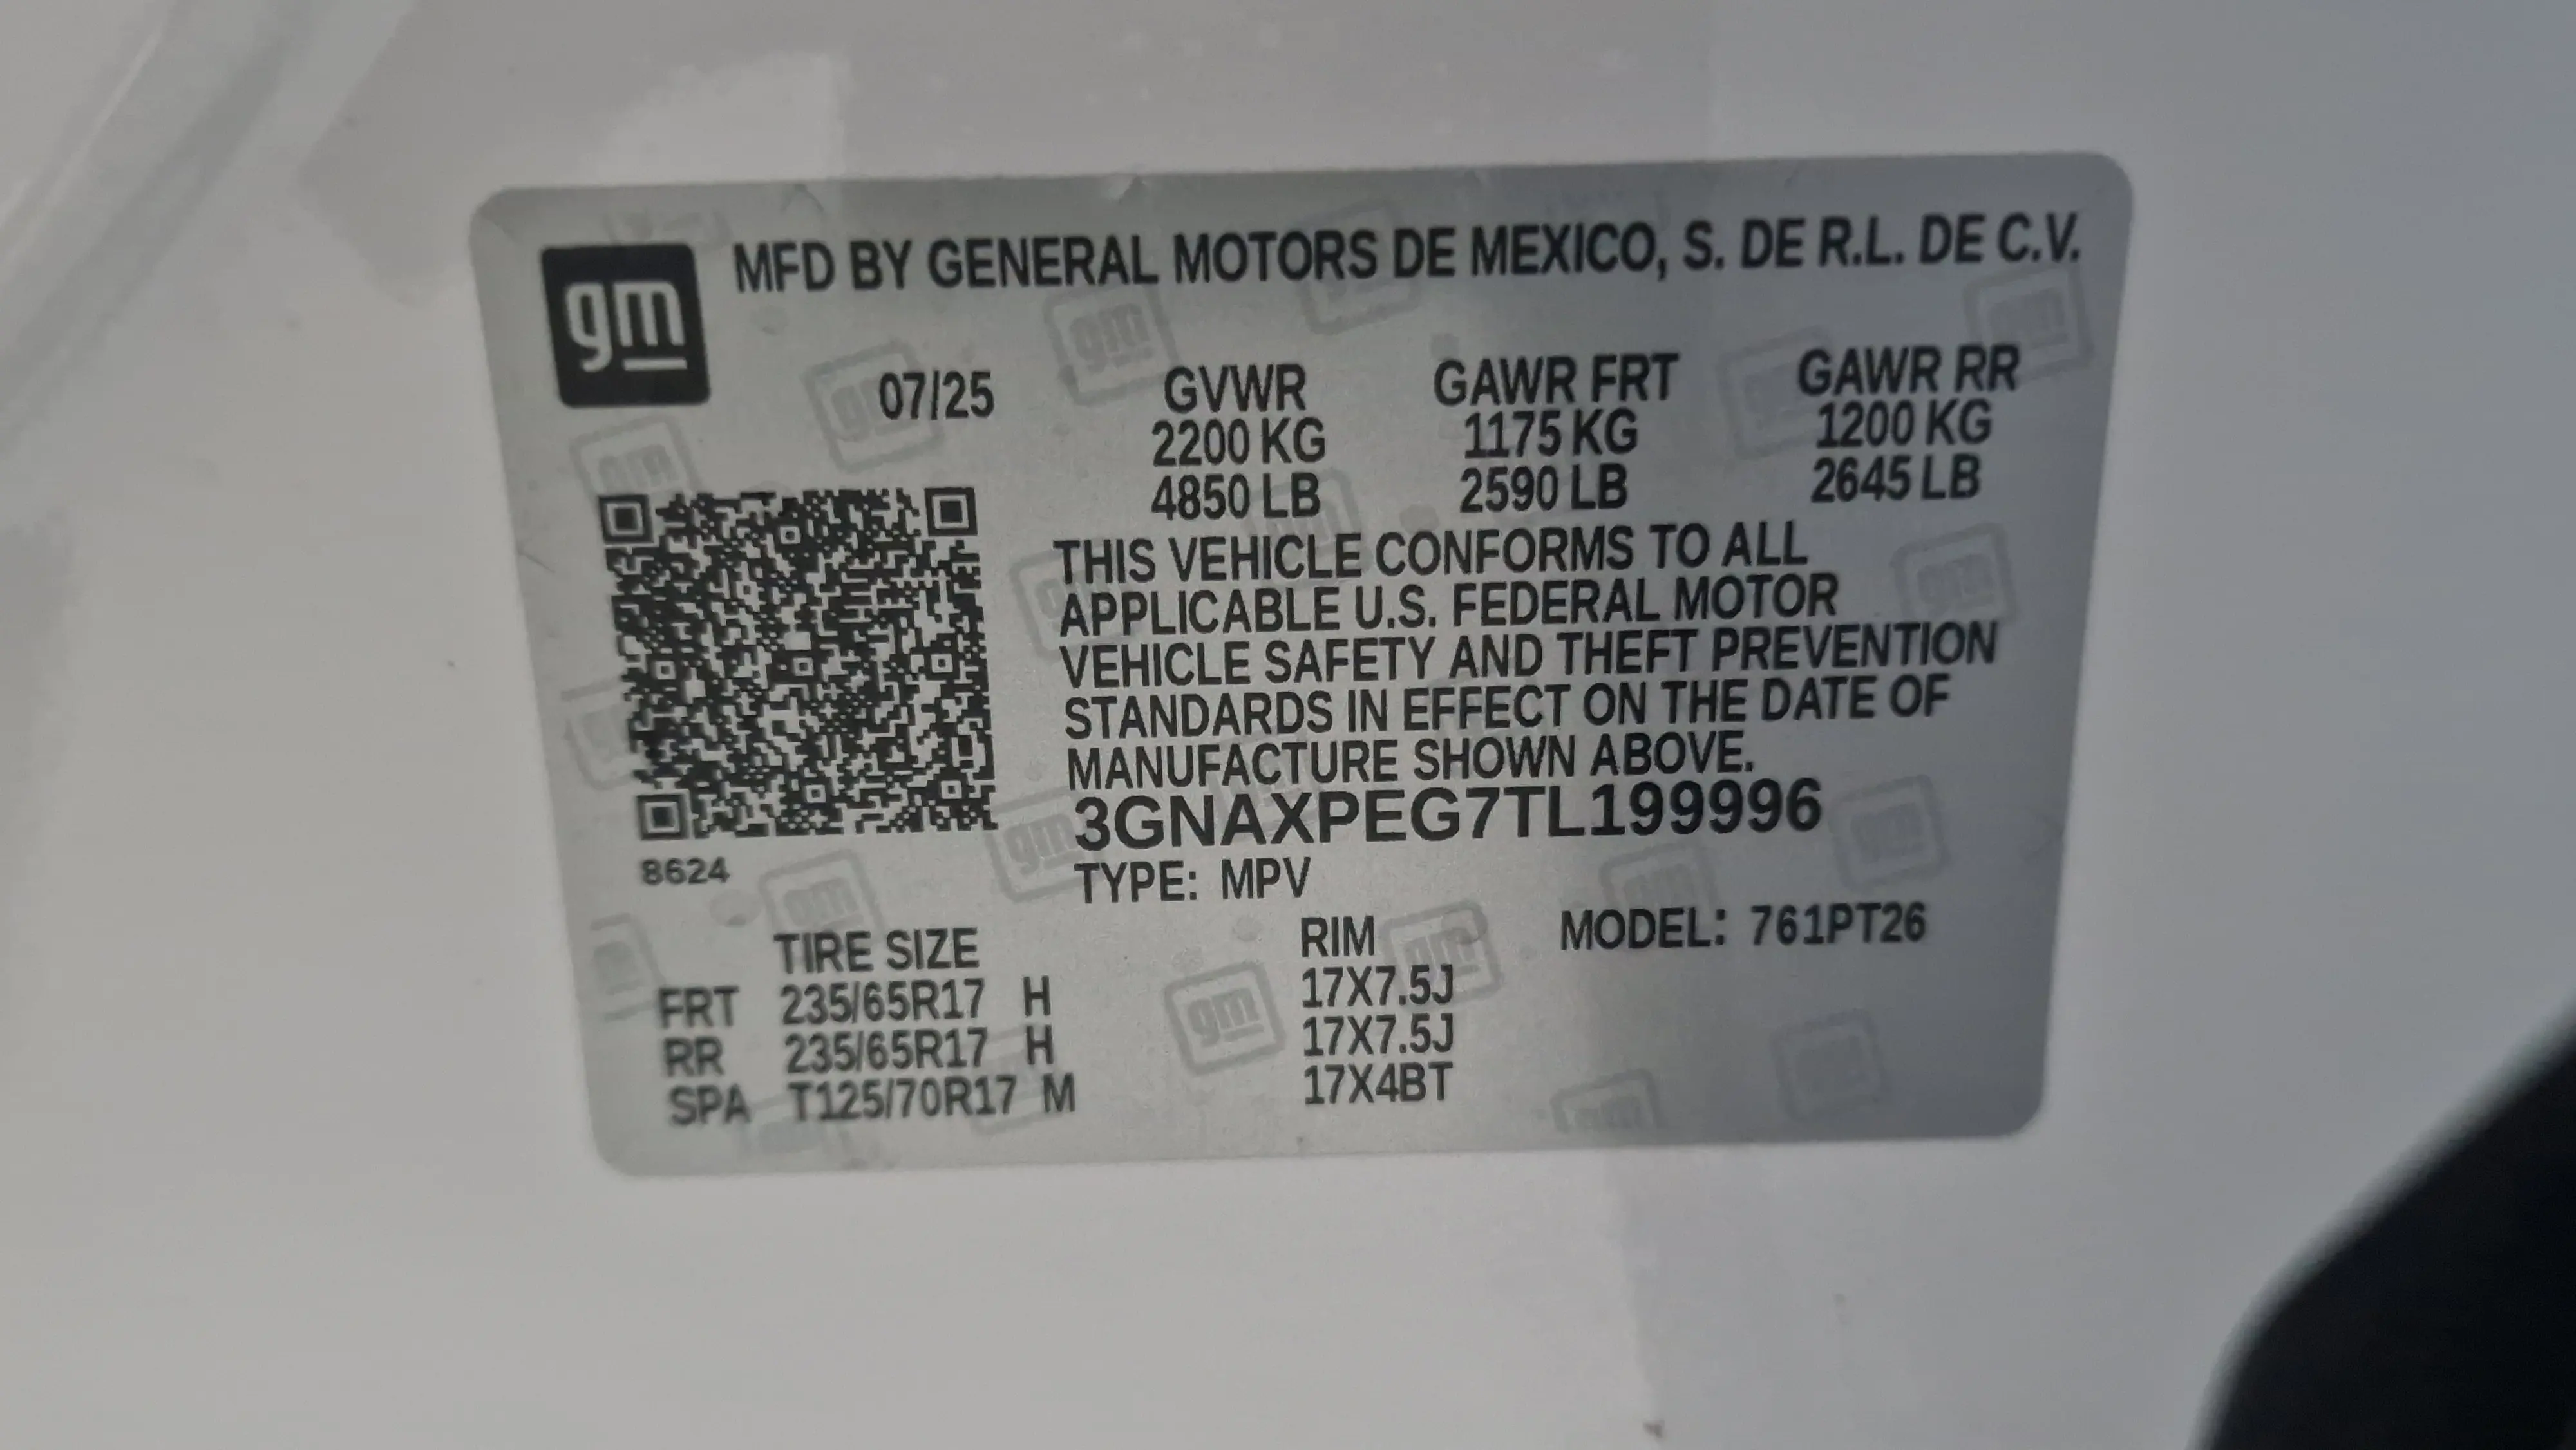 gm MFD BY GENERAL MOTORS DE MEXICO, S. DE R.L. DE C.V.
07/25 GVWR GAWR FRT GAWR RR
2200 KG 1175 KG 1200 KG
4850 LB 2590 LB 2645 LB
THIS VEHICLE CONFORMS TO ALL
APPLICABLE U.S. FEDERAL MOTOR
VEHICLE SAFETY AND THEFT PREVENTION
STANDARDS IN EFFECT ON THE DATE OF
MANUFACTURE SHOWN ABOVE.
3GNAXPEG7TL199996
8624
TYPE: MPV
TIRE SIZE RIM MODEL: 761PT26
FRT 235/65R17 H 17X7.5J
RR 235/65R17 H 17X7.5J
SPA T125/70R17 M 17X4BT